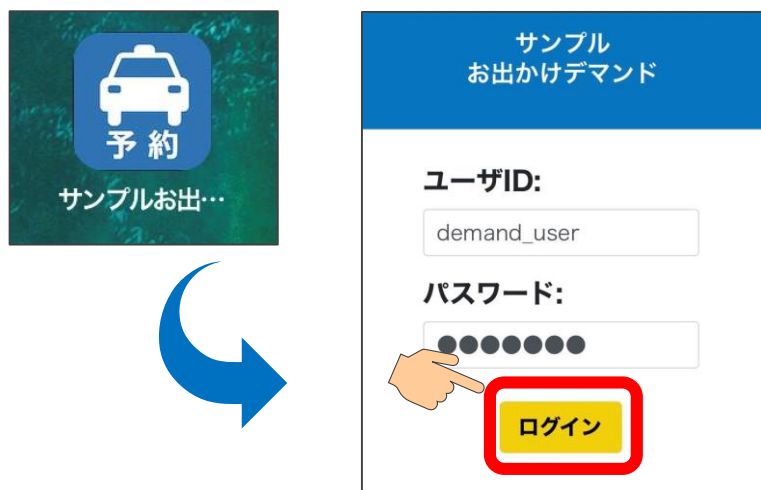 予約
サンプルお出…
サンプル
お出かけデマンド
ユーザID:
demand_user
パスワード:
●●●●●●●
ログイン